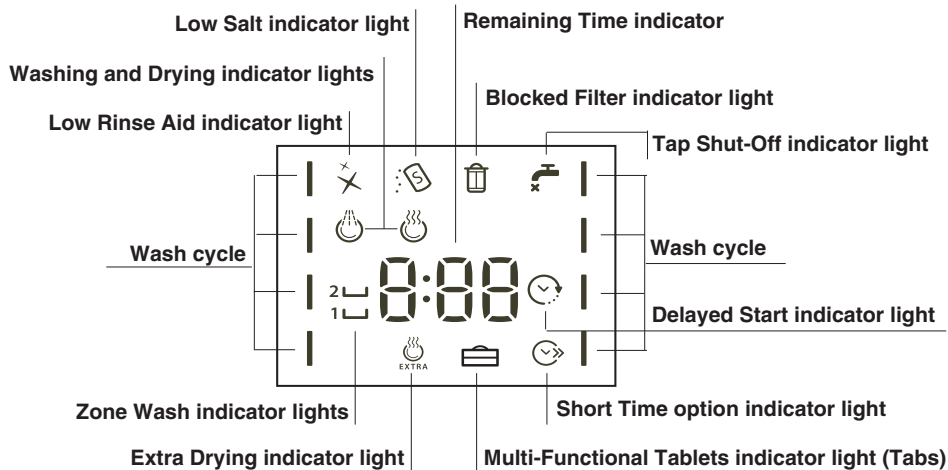 Low Salt indicator light
Remaining Time indicator
Washing and Drying indicator lights
Blocked Filter indicator light
Low Rinse Aid indicator light
Tap Shut-Off indicator light
S
Wash cycle
Wash cycle
8:88
2
1
Delayed Start indicator light
EXTRA
Zone Wash indicator lights
Short Time option indicator light
Extra Drying indicator light
Multi-Functional Tablets indicator light (Tabs)